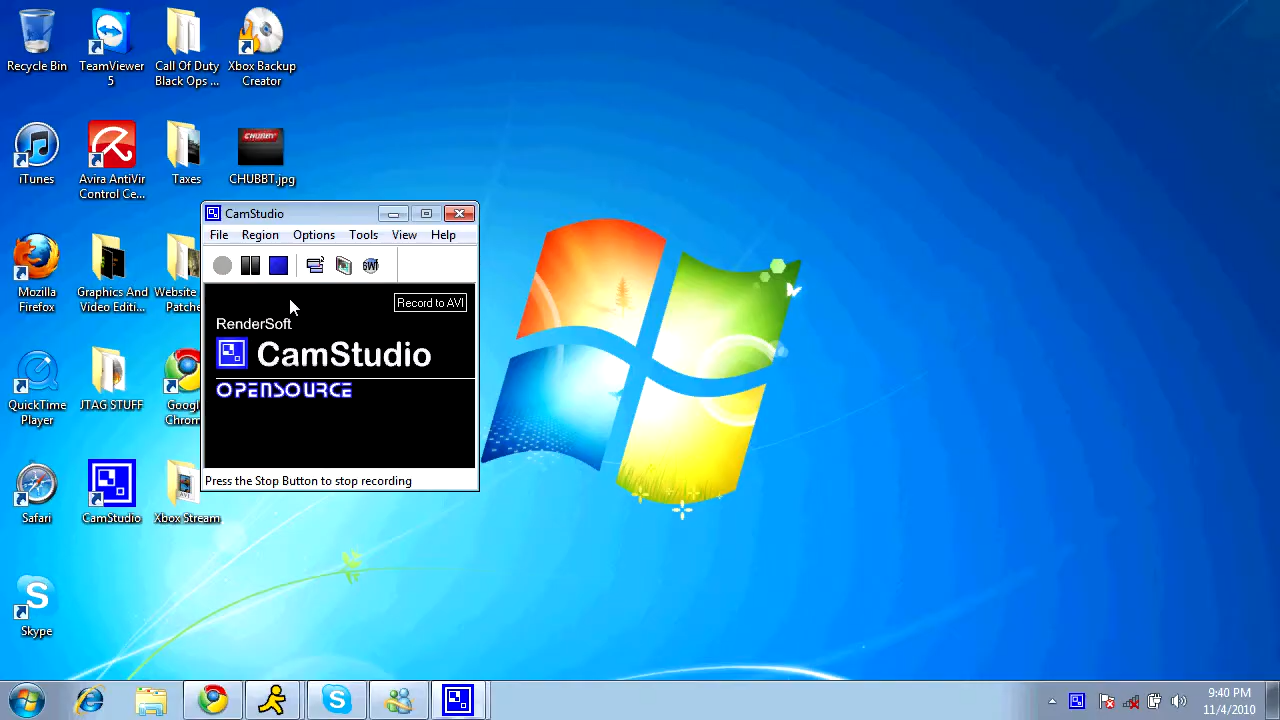 Recycle Bin
TeamViewer
5
Call Of Duty
Black Ops ...
Xbox Backup
Creator
iTunes
Avira AntiVir
Control Ce...
Taxes
CHUBBY
CHUBBT.jpg
Mozilla
Firefox
Graphics And
Video Editi...
Website
Patche
QuickTime
Player
JTAG STUFF
Googl
Chrom
Safari
CamStudio
Xbox Stream
Skype
CamStudio
File Region Options Tools View Help
SWF
Record to AVI
RenderSoft
CamStudio
OPENSOURCE
Press the Stop Button to stop recording
9:40 PM
11/4/2010